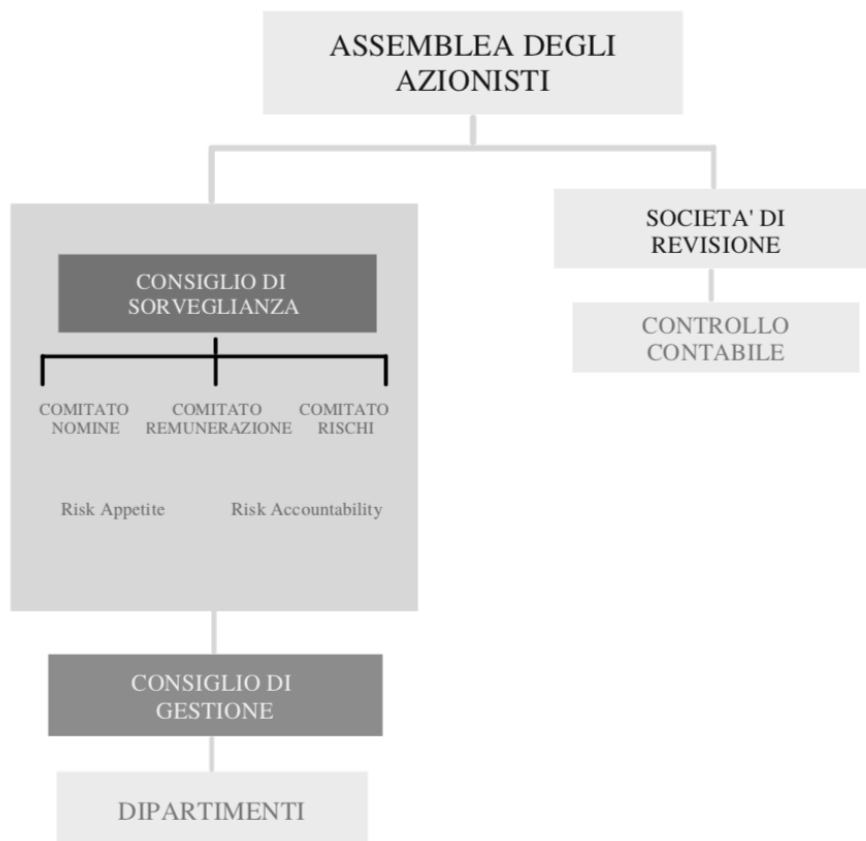 ASSEMBLEA DEGLI
AZIONISTI
SOCIETA' DI
REVISIONE
CONTROLLO
CONTABILE
CONSIGLIO DI
SORVEGLIANZA
COMITATO
NOMINE
COMITATO
REMUNERAZIONE
COMITATO
RISCHI
Risk Appetite
Risk Accountability
CONSIGLIO DI
GESTIONE
DIPARTIMENTI